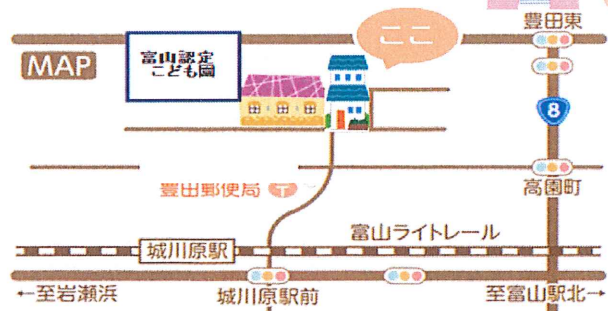 豊田東
ここ
MAP
富山認定
こども園
8
豊田郵便局 〒
高園町
富山ライトレール
城川原駅
←至岩瀬浜
城川原駅前
至富山駅北→